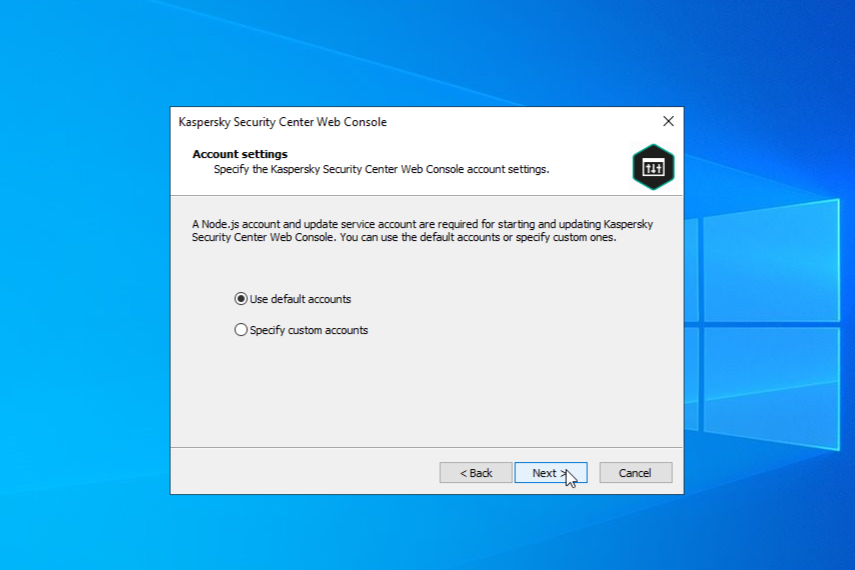 Kaspersky Security Center Web Console
Account settings
Specify the Kaspersky Security Center Web Console account settings.
A Node.js account and update service account are required for starting and updating Kaspersky
Security Center Web Console. You can use the default accounts or specify custom ones.
Use default accounts
Specify custom accounts
< Back
Next >
Cancel